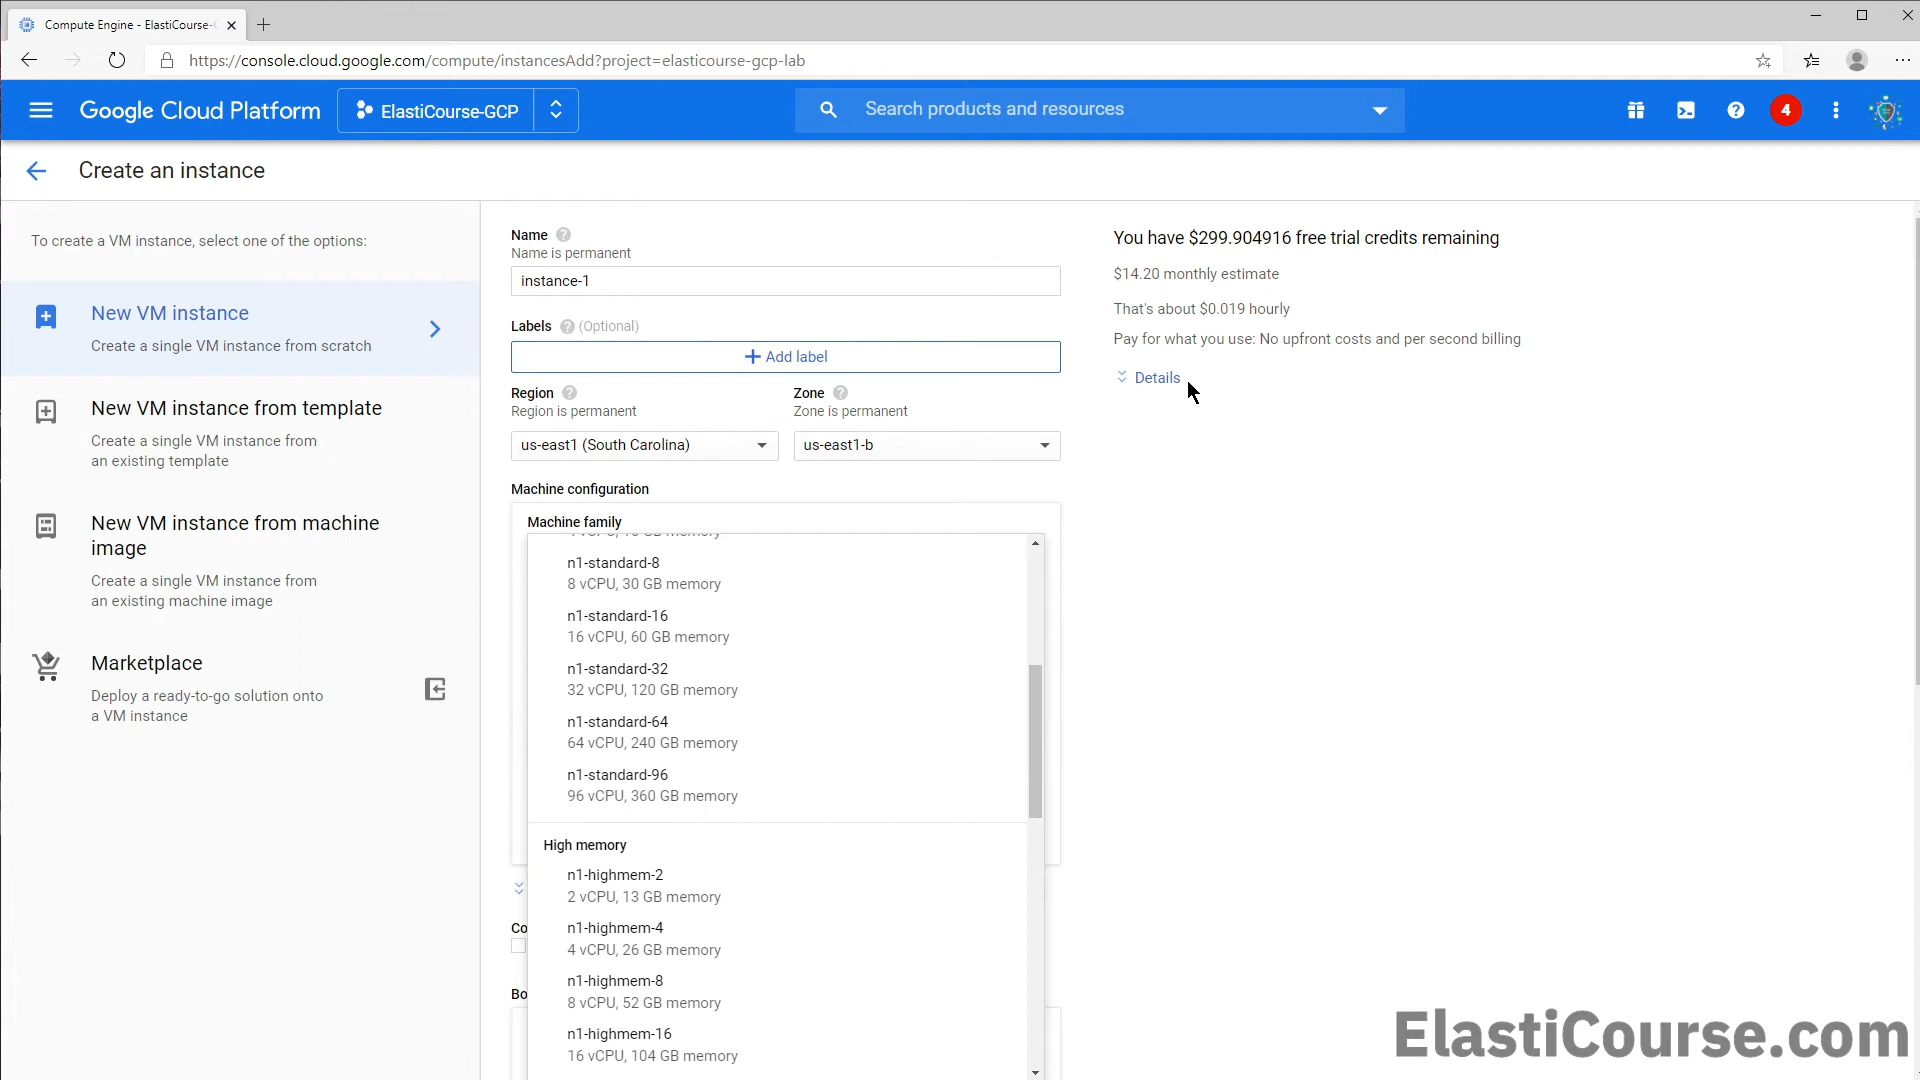 Compute Engine - ElastiCourse-G
https://console.cloud.google.com/compute/instancesAdd?project=elasticourse-gcp-lab
Google Cloud Platform
ElastiCourse-GCP
Search products and resources
4
Create an instance
To create a VM instance, select one of the options:
New VM instance
Create a single VM instance from scratch
New VM instance from template
Create a single VM instance from
an existing template
New VM instance from machine
image
Create a single VM instance from
an existing machine image
Marketplace
Deploy a ready-to-go solution onto
a VM instance
Name
Name is permanent
instance-1
Labels (Optional)
Add label
Region
Region is permanent
us-east1 (South Carolina)
Zone
Zone is permanent
us-east1-b
Machine configuration
Machine family
n1-standard-8
8 vCPU, 30 GB memory
n1-standard-16
16 vCPU, 60 GB memory
n1-standard-32
32 vCPU, 120 GB memory
n1-standard-64
64 vCPU, 240 GB memory
n1-standard-96
96 vCPU, 360 GB memory
High memory
n1-highmem-2
2 vCPU, 13 GB memory
n1-highmem-4
4 vCPU, 26 GB memory
n1-highmem-8
8 vCPU, 52 GB memory
n1-highmem-16
16 vCPU, 104 GB memory
Co
Bo
You have $299.904916 free trial credits remaining
$14.20 monthly estimate
That's about $0.019 hourly
Pay for what you use: No upfront costs and per second billing
Details
ElastiCourse.com